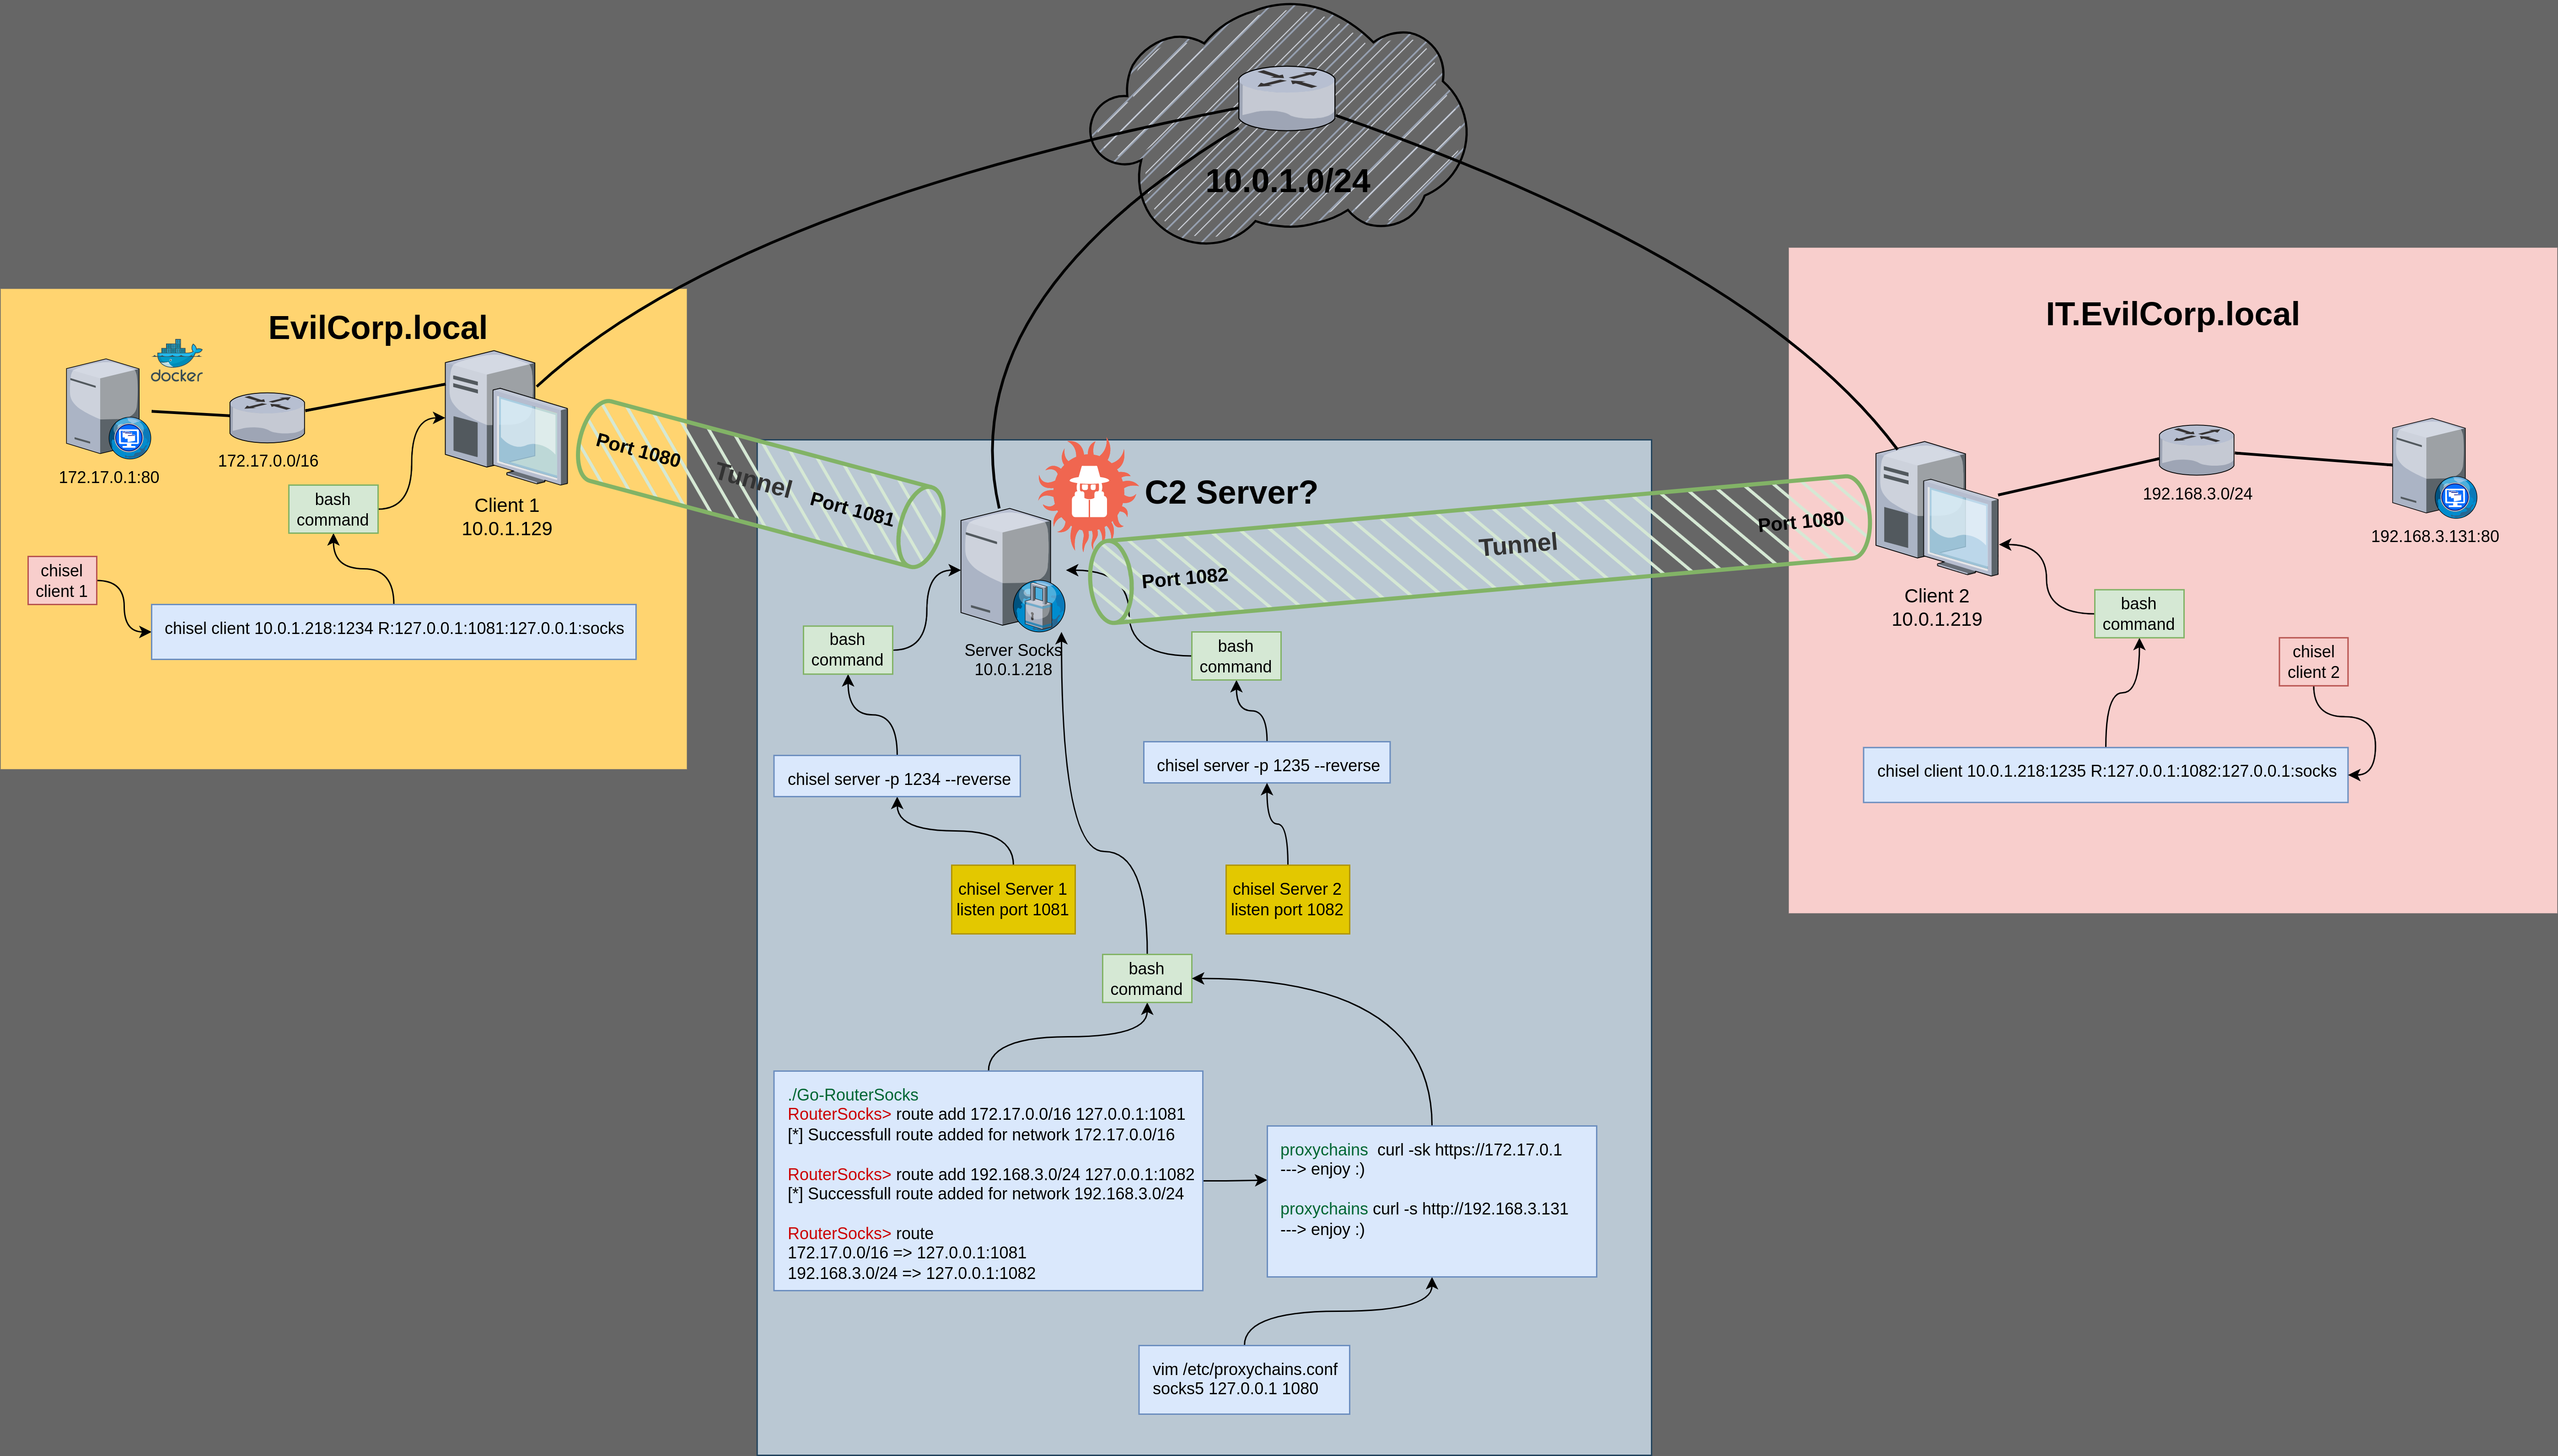 10.0.1.0/24
EvilCorp.local
docker
172.17.0.1:80
172.17.0.0/16
Client 1
10.0.1.129
bash
command
chisel
client 1
chisel client 10.0.1.218:1234 R:127.0.0.1:1081:127.0.0.1:socks
Port 1080
Tunnel
Port 1081
C2 Server?
Server Socks
10.0.1.218
Port 1082
Tunnel
Port 1080
bash
command
bash
command
chisel server -p 1234 --reverse
chisel server -p 1235 --reverse
chisel Server 1
listen port 1081
chisel Server 2
listen port 1082
bash
command
./Go-RouterSocks
RouterSocks> route add 172.17.0.0/16 127.0.0.1:1081
[*] Successfull route added for network 172.17.0.0/16
RouterSocks> route add 192.168.3.0/24 127.0.0.1:1082
[*] Successfull route added for network 192.168.3.0/24
RouterSocks> route
172.17.0.0/16 => 127.0.0.1:1081
192.168.3.0/24 => 127.0.0.1:1082
proxychains  curl -sk https://172.17.0.1
---> enjoy :)
proxychains curl -s http://192.168.3.131
---> enjoy :)
vim /etc/proxychains.conf
socks5 127.0.0.1 1080
IT.EvilCorp.local
192.168.3.0/24
192.168.3.131:80
Client 2
10.0.1.219
bash
command
chisel
client 2
chisel client 10.0.1.218:1235 R:127.0.0.1:1082:127.0.0.1:socks